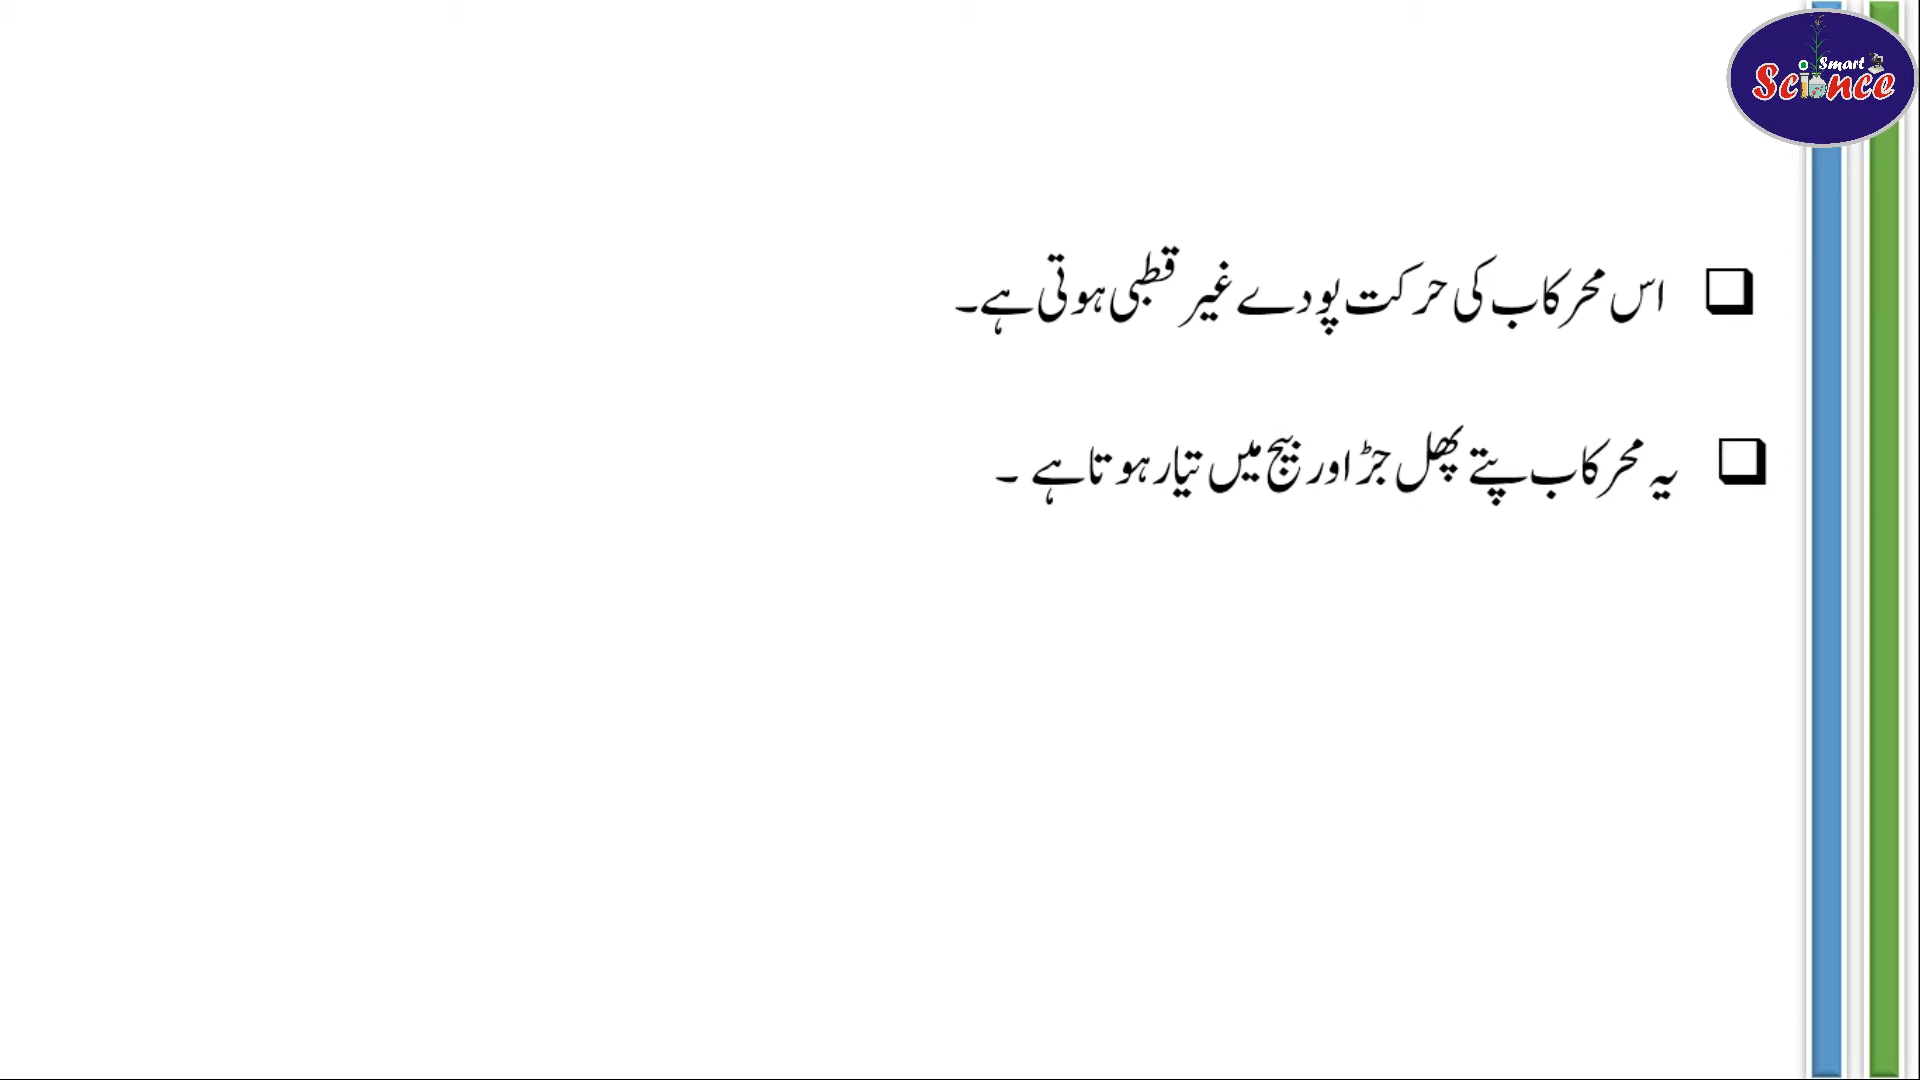 Smart
Science
اس محرکاب کی حرکت پودے غیر قطبی ہوتی ہے۔
یہ محرکاب پتے پھل جڑ اور بیج میں تیار ہوتا ہے ۔